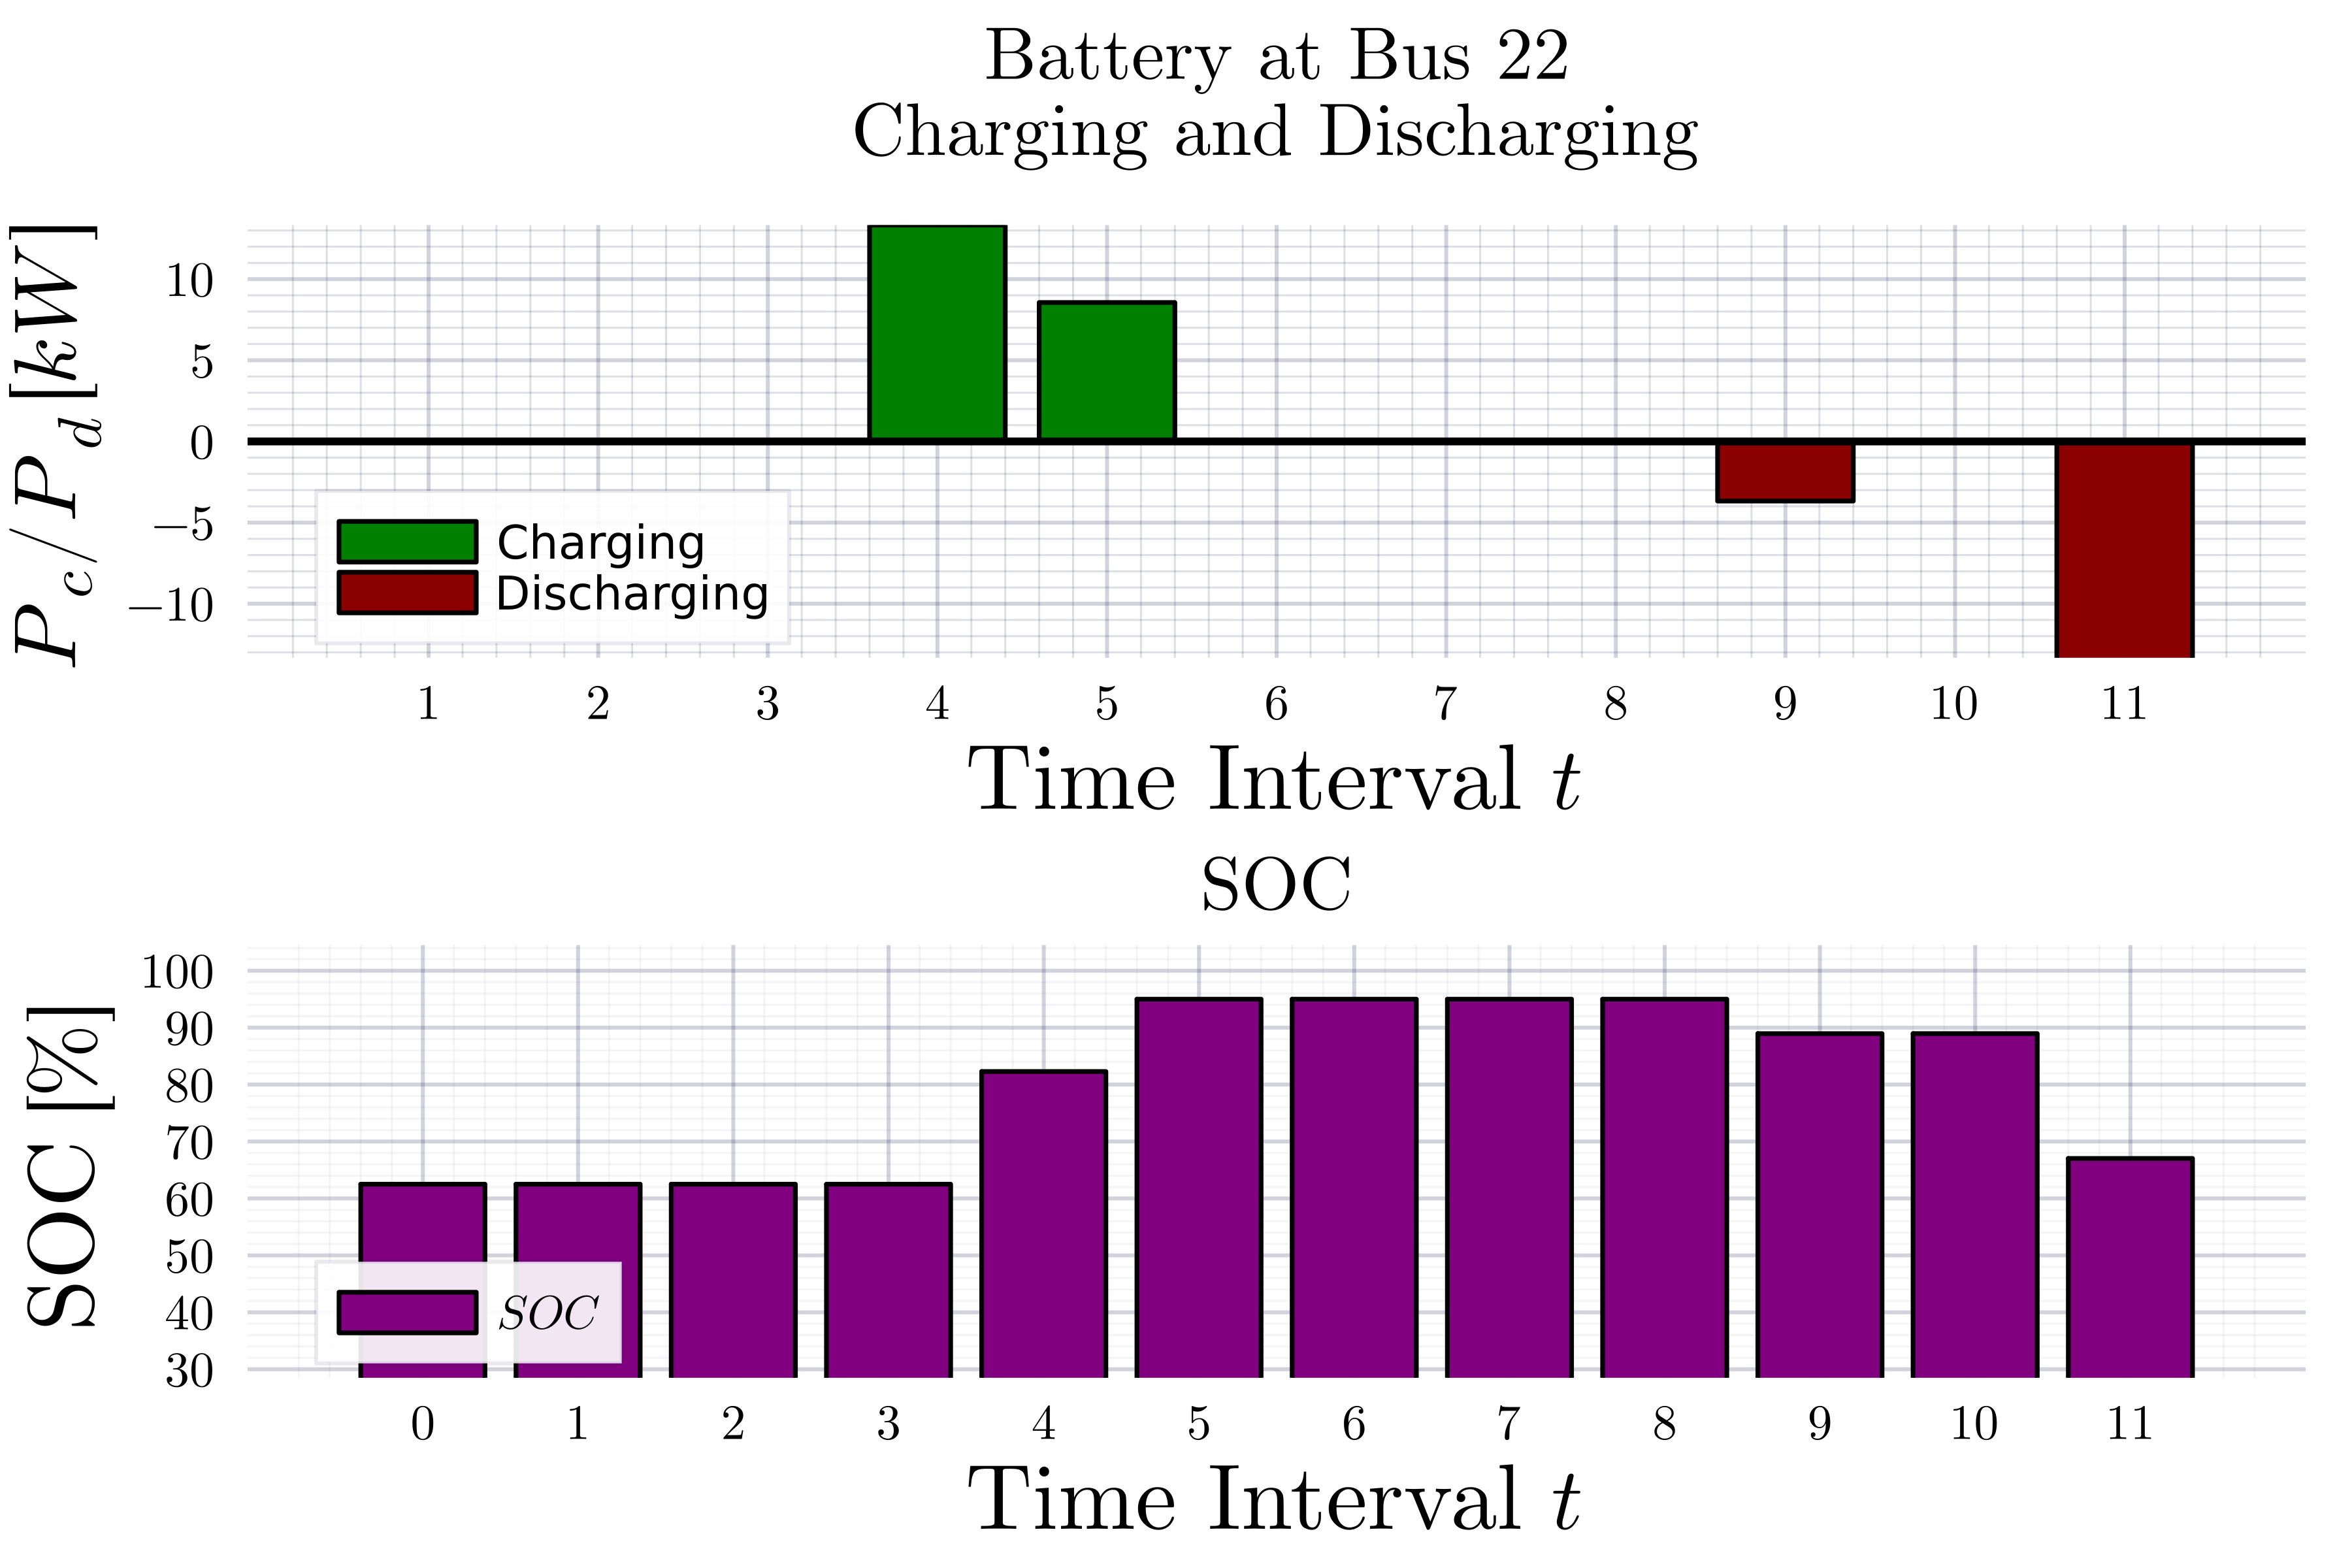 Battery at Bus 22
Charging and Discharging
P_c/P_d [kW]
10
5
0
−5
−10
Charging
Discharging
1 2 3 4 5 6 7 8 9 10 11
Time Interval t
SOC
SOC [%]
100
90
80
70
60
50
40
30
SOC
0 1 2 3 4 5 6 7 8 9 10 11
Time Interval t